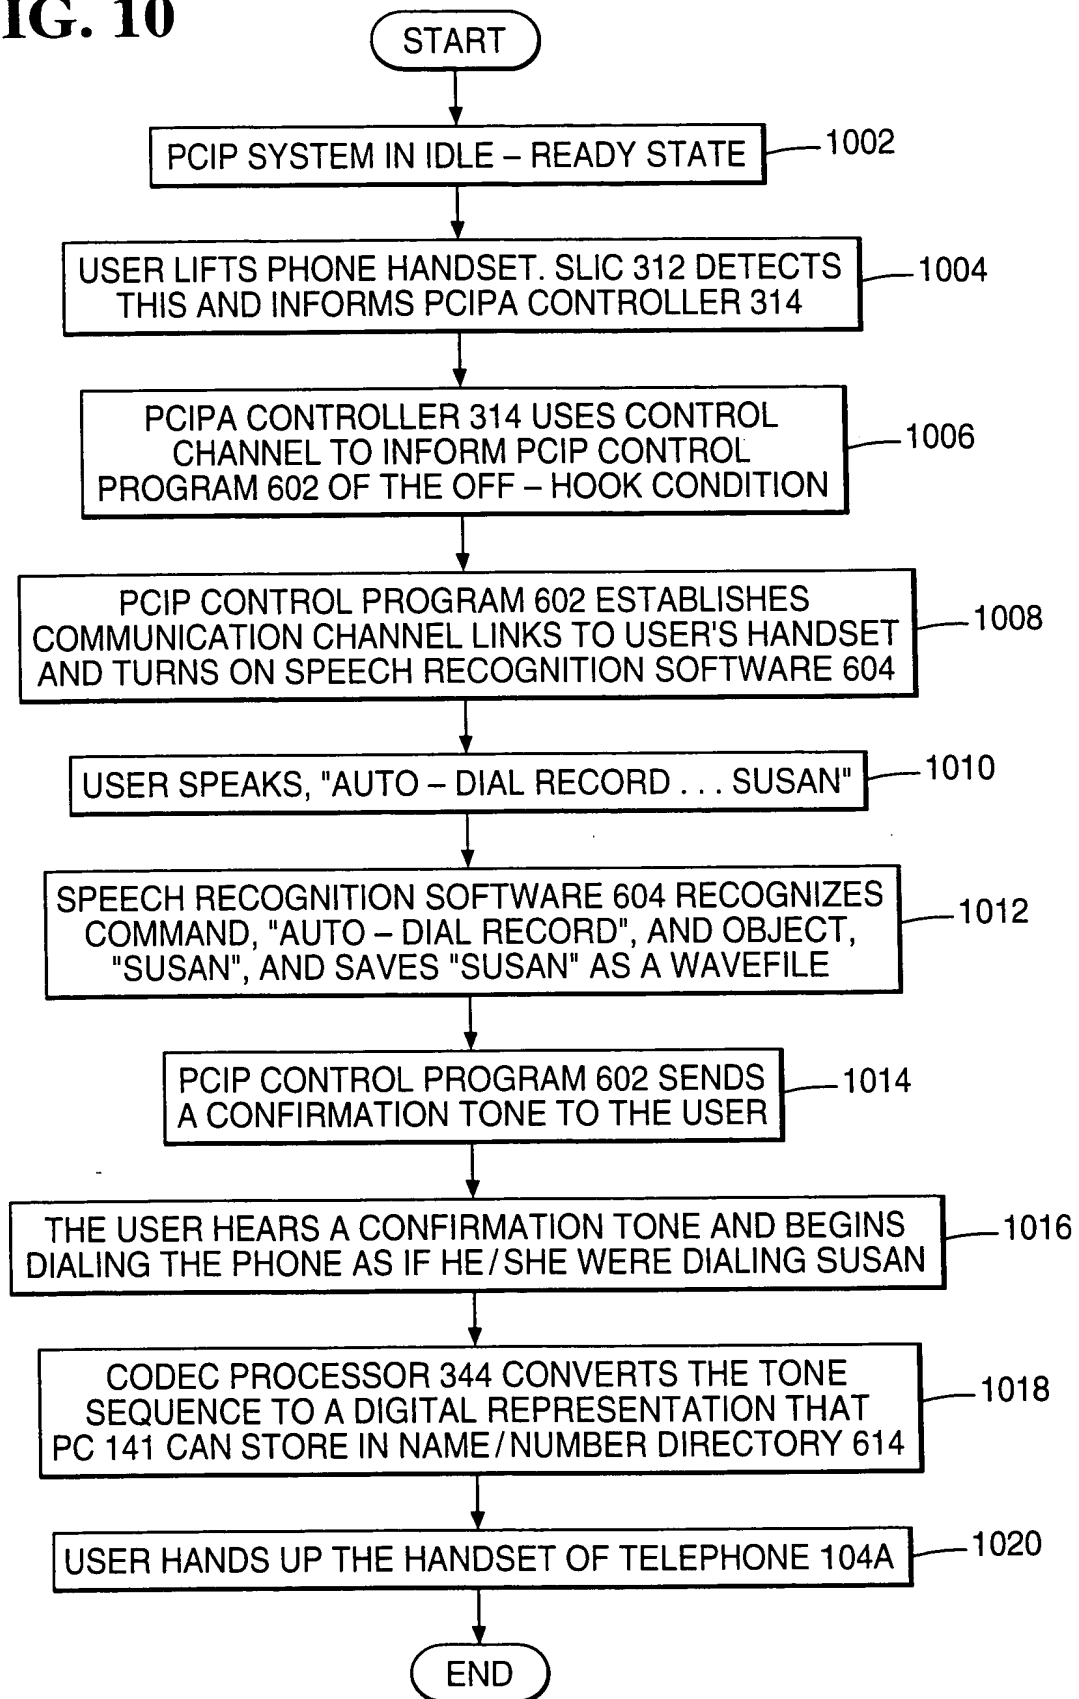 IG. 10
START
PCIP SYSTEM IN IDLE – READY STATE
1002
USER LIFTS PHONE HANDSET. SLIC 312 DETECTS
THIS AND INFORMS PCIPA CONTROLLER 314
1004
PCIPA CONTROLLER 314 USES CONTROL
CHANNEL TO INFORM PCIP CONTROL
PROGRAM 602 OF THE OFF – HOOK CONDITION
1006
PCIP CONTROL PROGRAM 602 ESTABLISHES
COMMUNICATION CHANNEL LINKS TO USER'S HANDSET
AND TURNS ON SPEECH RECOGNITION SOFTWARE 604
1008
USER SPEAKS, "AUTO – DIAL RECORD . . . SUSAN"
1010
SPEECH RECOGNITION SOFTWARE 604 RECOGNIZES
COMMAND, "AUTO – DIAL RECORD", AND OBJECT,
"SUSAN", AND SAVES "SUSAN" AS A WAVEFILE
1012
PCIP CONTROL PROGRAM 602 SENDS
A CONFIRMATION TONE TO THE USER
1014
THE USER HEARS A CONFIRMATION TONE AND BEGINS
DIALING THE PHONE AS IF HE/SHE WERE DIALING SUSAN
1016
CODEC PROCESSOR 344 CONVERTS THE TONE
SEQUENCE TO A DIGITAL REPRESENTATION THAT
PC 141 CAN STORE IN NAME/NUMBER DIRECTORY 614
1018
USER HANDS UP THE HANDSET OF TELEPHONE 104A
1020
END